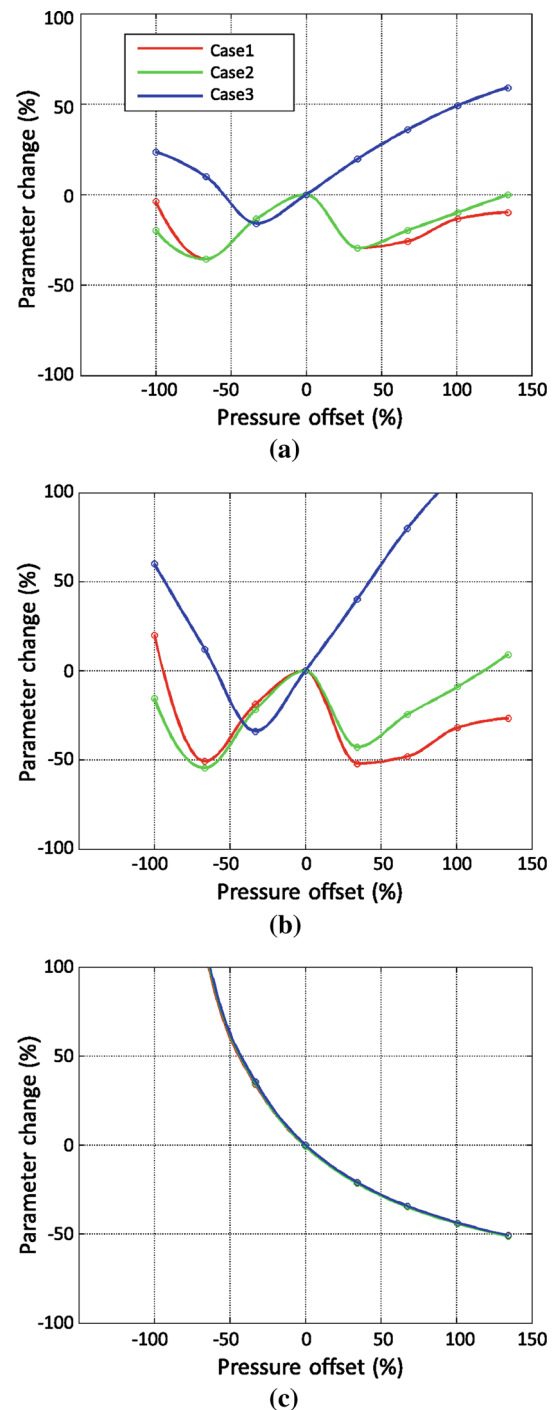 100
50
0
-50
-100
Parameter change (%)
Case1
Case2
Case3
-100 -50 0 50 100 150
Pressure offset (%)
(a)
100
50
0
-50
-100
Parameter change (%)
-100 -50 0 50 100 150
Pressure offset (%)
(b)
100
50
0
-50
-100
Parameter change (%)
-100 -50 0 50 100 150
Pressure offset (%)
(c)